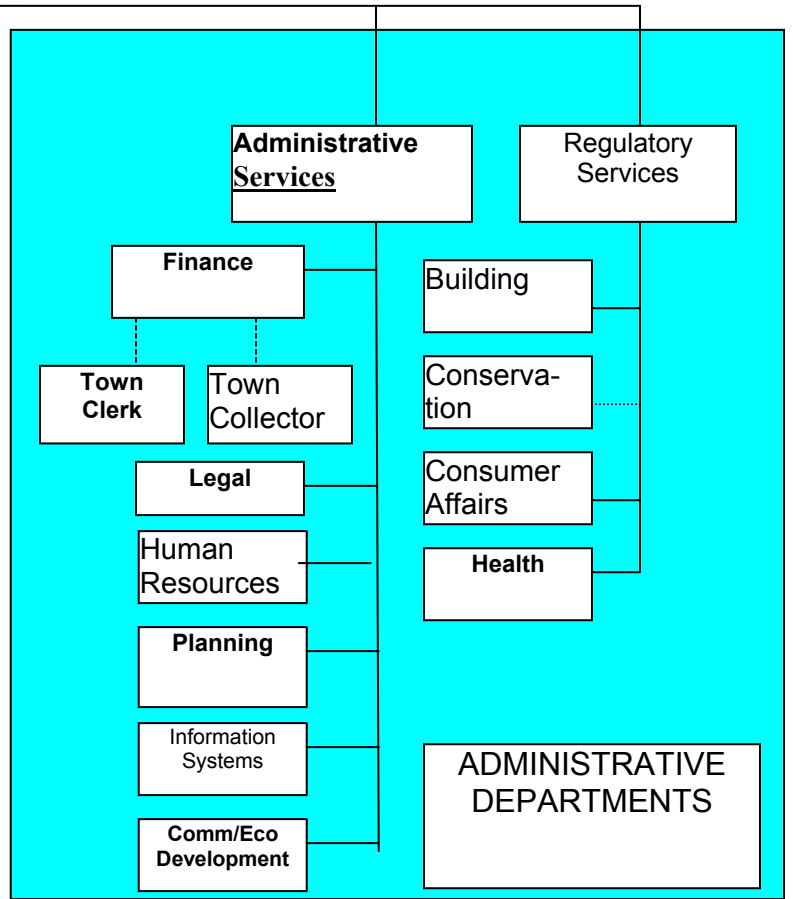 Administrative
Services
Regulatory
Services
Finance
Town
Clerk
Town
Collector
Legal
Human
Resources
Planning
Information
Systems
Comm/Eco
Development
Building
Conserva-
tion
Consumer
Affairs
Health
ADMINISTRATIVE
DEPARTMENTS